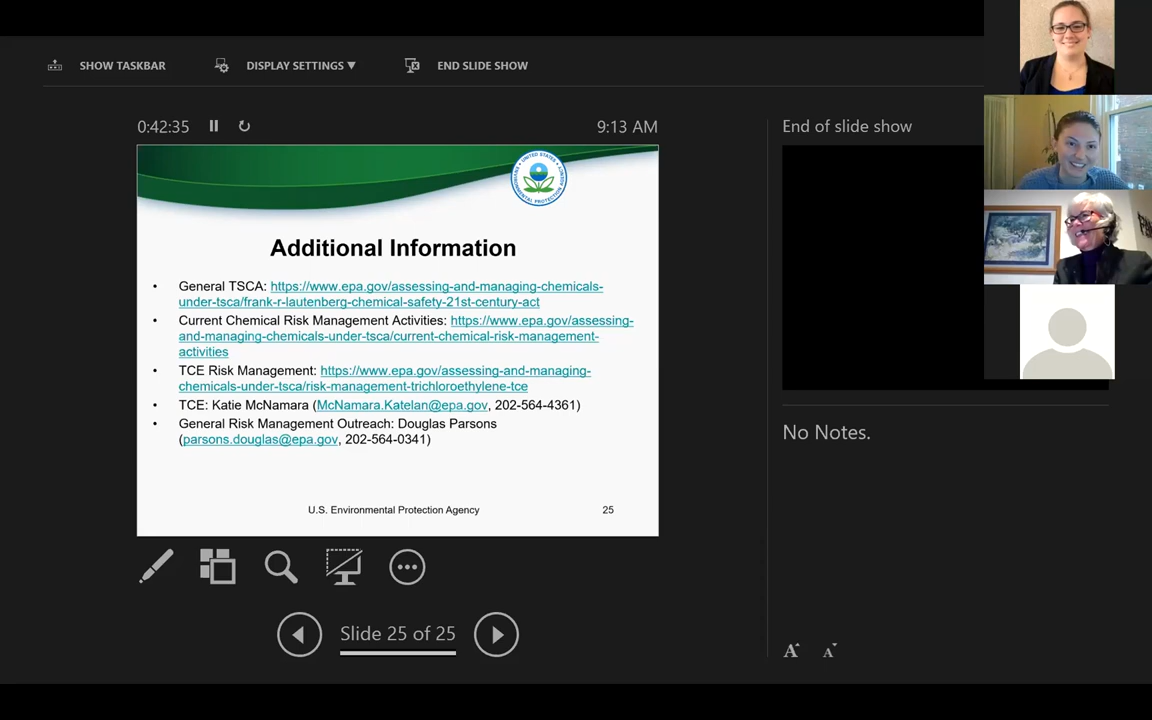 SHOW TASKBAR
DISPLAY SETTINGS ▼
END SLIDE SHOW
0:42:35
9:13 AM
End of slide show
UNITED STATES
ENVIRONMENTAL PROTECTION AGENCY
Additional Information
• General TSCA: https://www.epa.gov/assessing-and-managing-chemicals-
under-tsca/frank-r-lautenberg-chemical-safety-21st-century-act
• Current Chemical Risk Management Activities: https://www.epa.gov/assessing-
and-managing-chemicals-under-tsca/current-chemical-risk-management-
activities
• TCE Risk Management: https://www.epa.gov/assessing-and-managing-
chemicals-under-tsca/risk-management-trichloroethylene-tce
• TCE: Katie McNamara (McNamara.Katelan@epa.gov, 202-564-4361)
• General Risk Management Outreach: Douglas Parsons
(parsons.douglas@epa.gov, 202-564-0341)
U.S. Environmental Protection Agency
25
No Notes.
Slide 25 of 25
A A